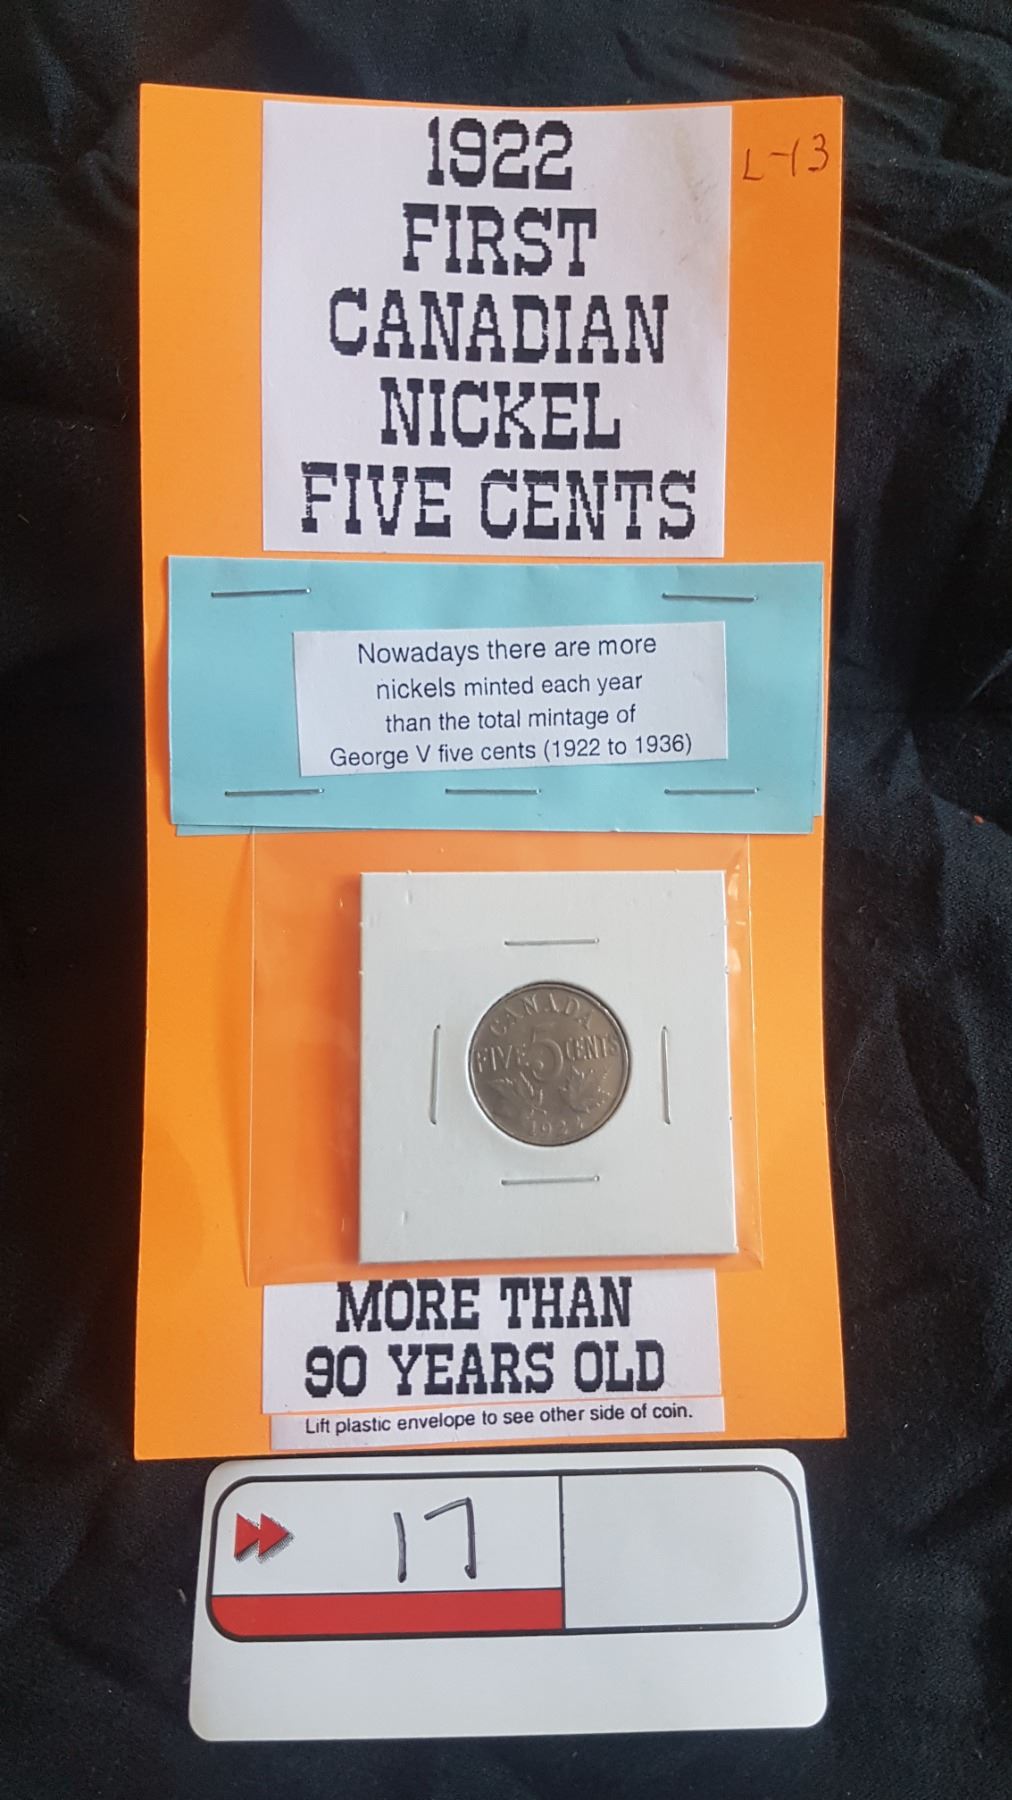 1922
FIRST
CANADIAN
NICKEL
FIVE CENTS
L-13
Nowadays there are more
nickels minted each year
than the total mintage of
George V five cents (1922 to 1936)
CANADA
FIVE 5 CENTS
1922
MORE THAN
90 YEARS OLD
Lift plastic envelope to see other side of coin.
17